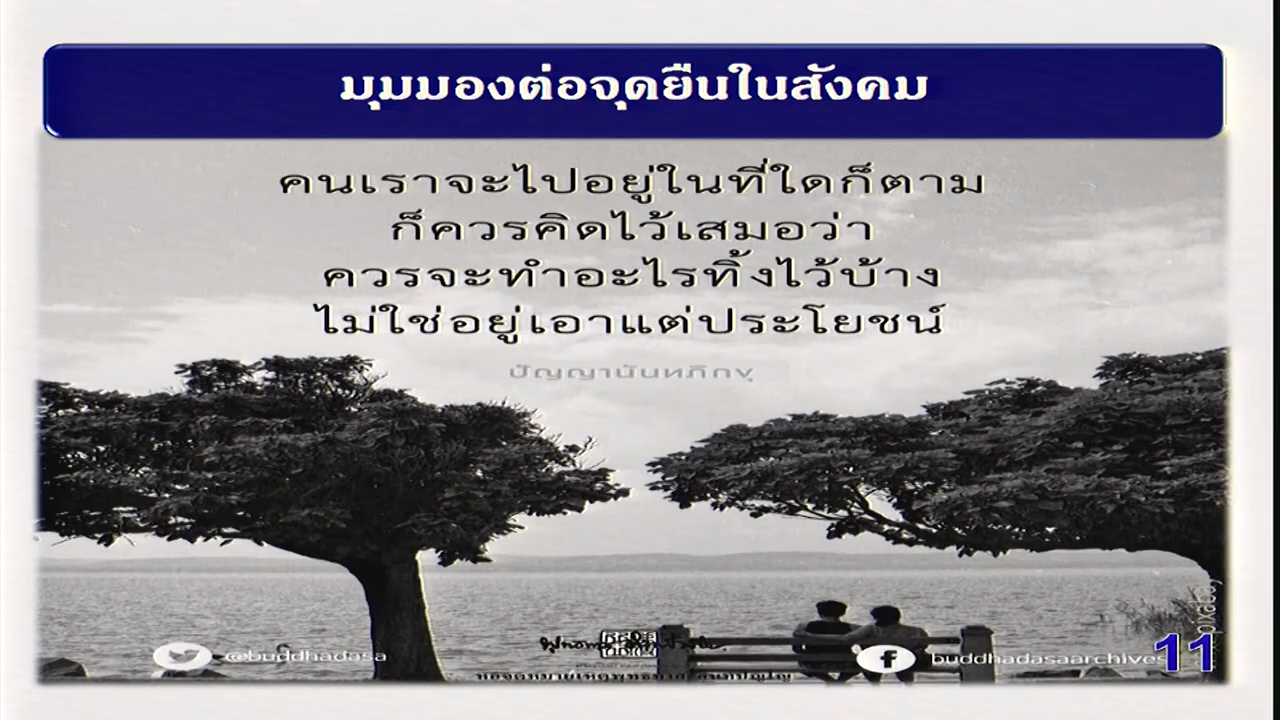 มุมมองต่อจุดยืนในสังคม
คนเราจะไปอยู่ในที่ใดก็ตาม
ก็ควรคิดไว้เสมอว่า
ควรจะทำอะไรทิ้งไว้บ้าง
ไม่ใช่อยู่เอาแต่ประโยชน์
ปัญญานันทภิกขุ
@buddhadasa
buddhadasaarchives
11